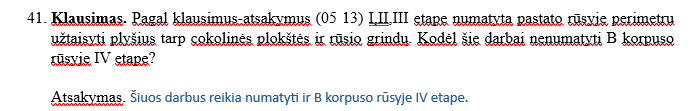 41. Klausimas. Pagal klausimus-atsakymus (05 13) I,II,III etape numatyta pastato rūsyje perimetru
užtaisyti plyšius tarp cokolinės plokštės ir rūsio grindų. Kodėl šie darbai nenumatyti B korpuso
rūsyje IV etape?
Atsakymas. Šiuos darbus reikia numatyti ir B korpuso rūsyje IV etape.